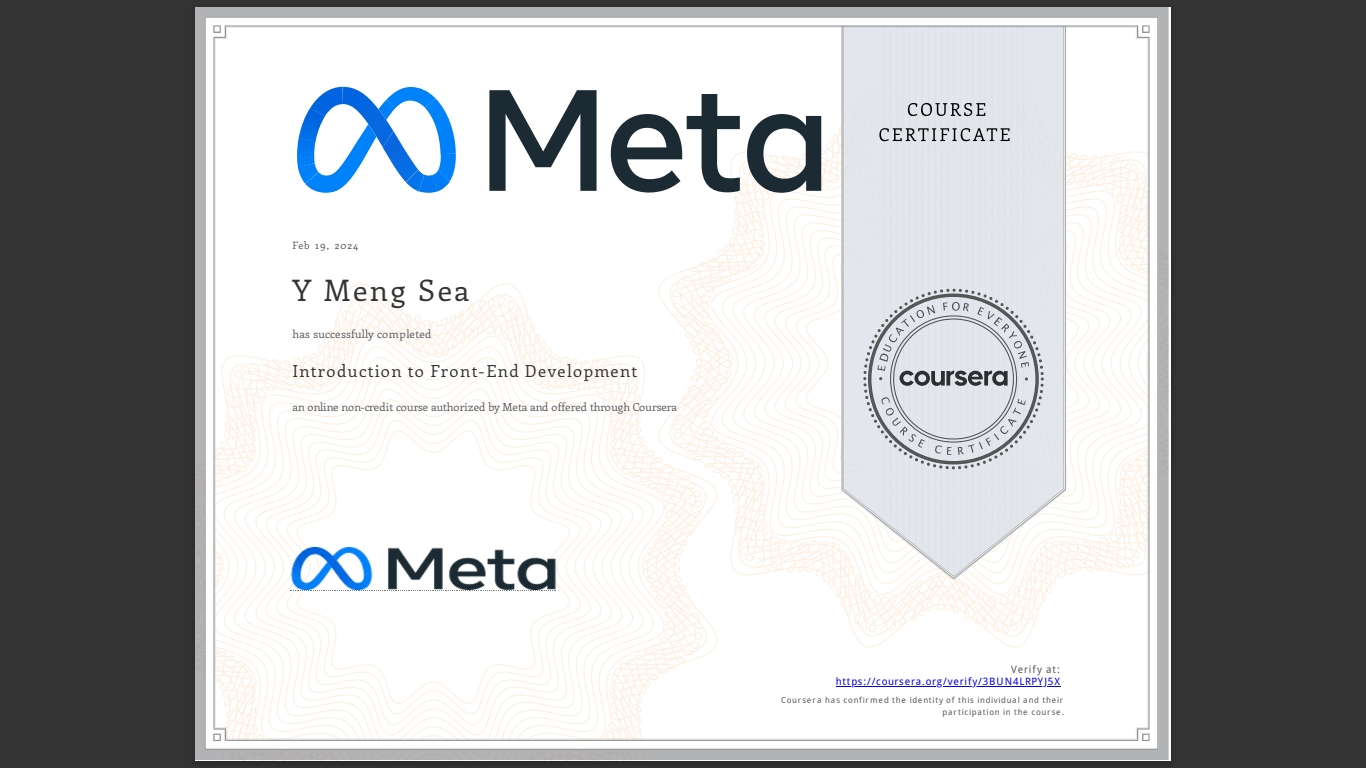 Meta
COURSE
CERTIFICATE
Feb 19, 2024
Y Meng Sea
has successfully completed
Introduction to Front-End Development
an online non-credit course authorized by Meta and offered through Coursera
EDUCATION FOR EVERYONE
coursera
COURSE CERTIFICATE
Meta
Verify at:
https://coursera.org/verify/3BUN4LRPYJ5X
Coursera has confirmed the identity of this individual and their
participation in the course.